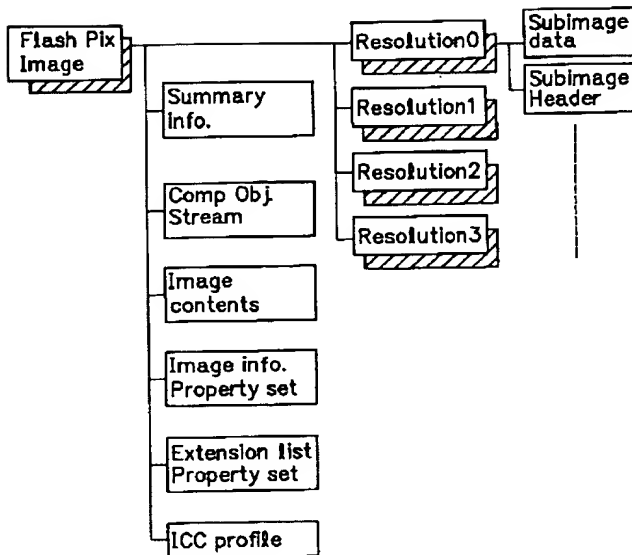 Flash Pix
Image
Resolution0
Subimage
data
Subimage
Header
Resolution1
Resolution2
Resolution3
Summary
info.
Comp Obj.
Stream
Image
contents
Image info.
Property set
Extension list
Property set
ICC profile